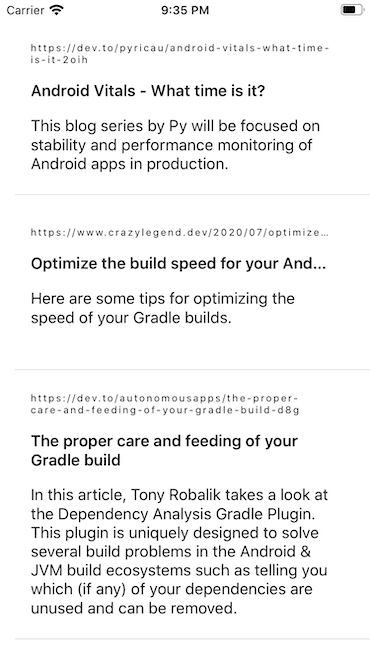 Carrier 9:35 PM
https://dev.to/pyricau/android-vitals-what-time-
is-it-2oih
Android Vitals - What time is it?
This blog series by Py will be focused on
stability and performance monitoring of
Android apps in production.
https://www.crazylegend.dev/2020/07/optimize...
Optimize the build speed for your And...
Here are some tips for optimizing the
speed of your Gradle builds.
https://dev.to/autonomousapps/the-proper-
care-and-feeding-of-your-gradle-build-d8g
The proper care and feeding of your
Gradle build
In this article, Tony Robalik takes a look at
the Dependency Analysis Gradle Plugin.
This plugin is uniquely designed to solve
several build problems in the Android &
JVM build ecosystems such as telling you
which (if any) of your dependencies are
unused and can be removed.